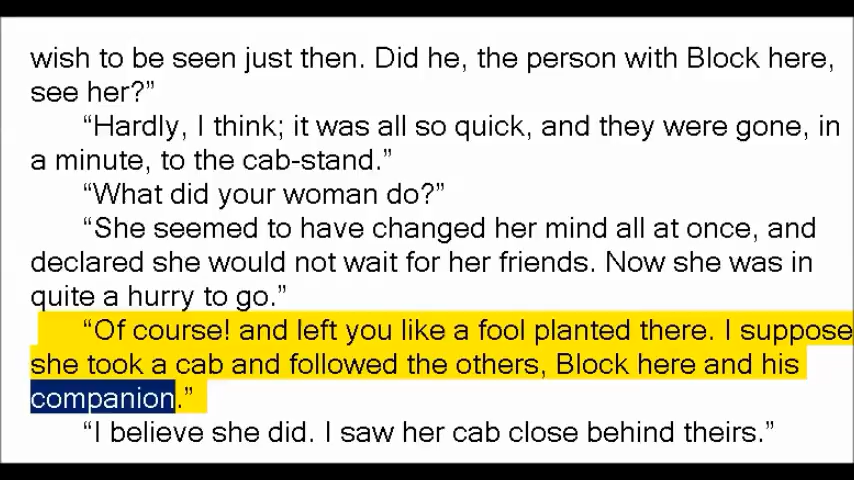 wish to be seen just then. Did he, the person with Block here,
see her?”
“Hardly, I think; it was all so quick, and they were gone, in
a minute, to the cab-stand.”
“What did your woman do?”
“She seemed to have changed her mind all at once, and
declared she would not wait for her friends. Now she was in
quite a hurry to go.”
“Of course! and left you like a fool planted there. I suppose
she took a cab and followed the others, Block here and his
companion.”
“I believe she did. I saw her cab close behind theirs.”